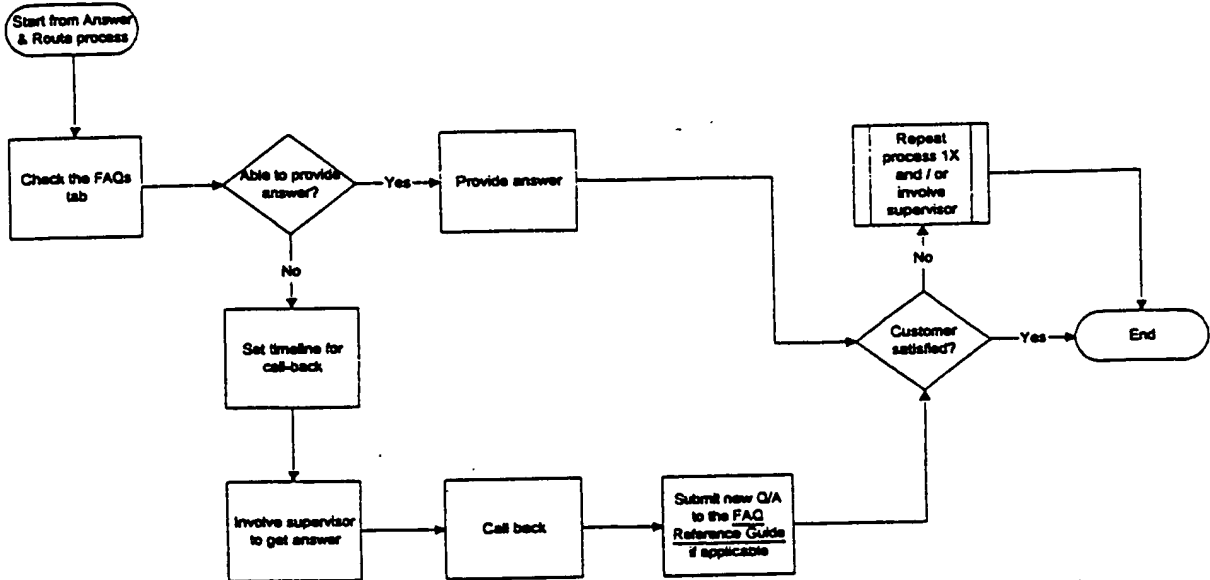 Start from Answer
& Route process
Check the FAQs
tab
Able to provide
answer?
Yes
Provide answer
No
Set timeline for
call-back
Involve supervisor
to get answer
Call back
Submit new Q/A
to the FAQ
Reference Guide
if applicable
Customer
satisfied?
No
Repeat
process 1X
and / or
involve
supervisor
Yes
End